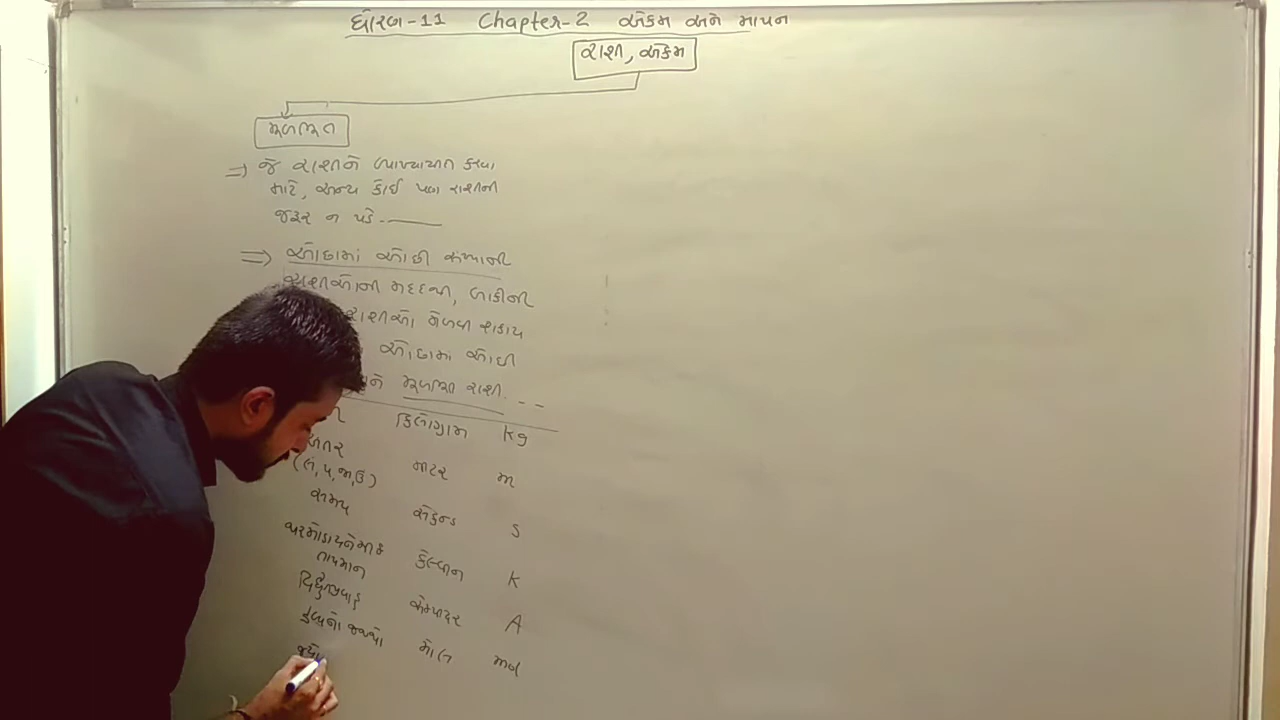 ધોરણ-11 Chapter-2 એકમ અને માપન
રાશી, એકમ
મૂળભૂત
⇒ જે રાશીને વ્યાખ્યાયીત કરવા
માટે, અન્ય કોઈ પણ રાશીની
જરૂર ન પડે.
⇒ ઓછામાં ઓછી સંખ્યાની
રાશીઓની મદદથી, બાકીની
રાશીઓ મેળવી શકાય
ઓછામાં ઓછી
ને મૂળભૂત રાશી. - -
કિલોગ્રામ Kg
અંતર મીટર m
(લં, પ, જા, ઉં)
સમય સેકન્ડ s
થરમોડાયનેમીક તાપમાન કેલ્વીન K
વિદ્યુતપ્રવાહ એમ્પીયર A
દ્રવ્યનો જથ્થો મોલ mol